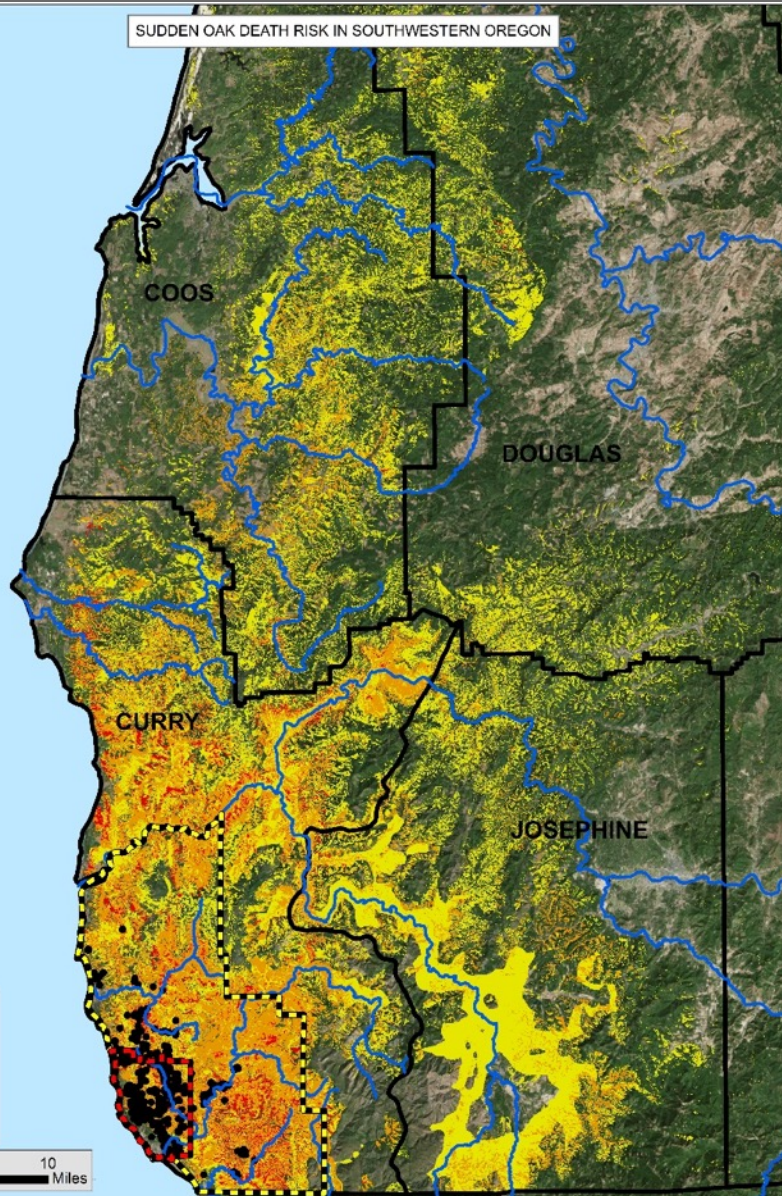 SUDDEN OAK DEATH RISK IN SOUTHWESTERN OREGON
COOS
DOUGLAS
CURRY
JOSEPHINE
10
Miles